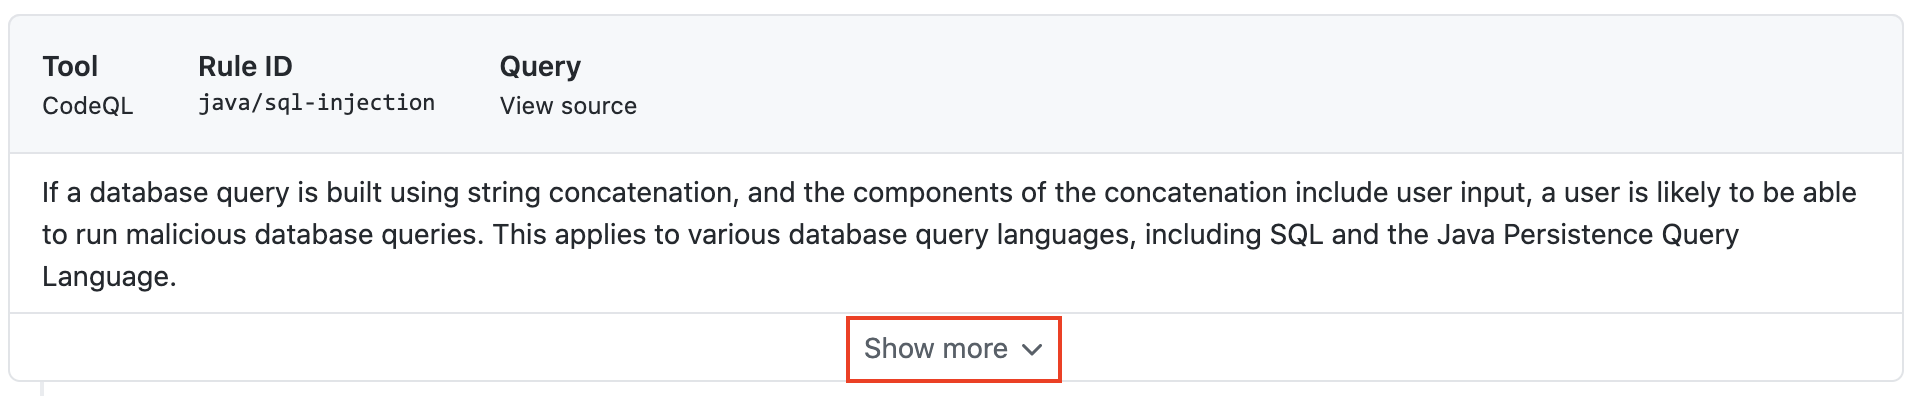 Tool Rule ID Query
CodeQL java/sql-injection View source
If a database query is built using string concatenation, and the components of the concatenation include user input, a user is likely to be able
to run malicious database queries. This applies to various database query languages, including SQL and the Java Persistence Query
Language.
Show more